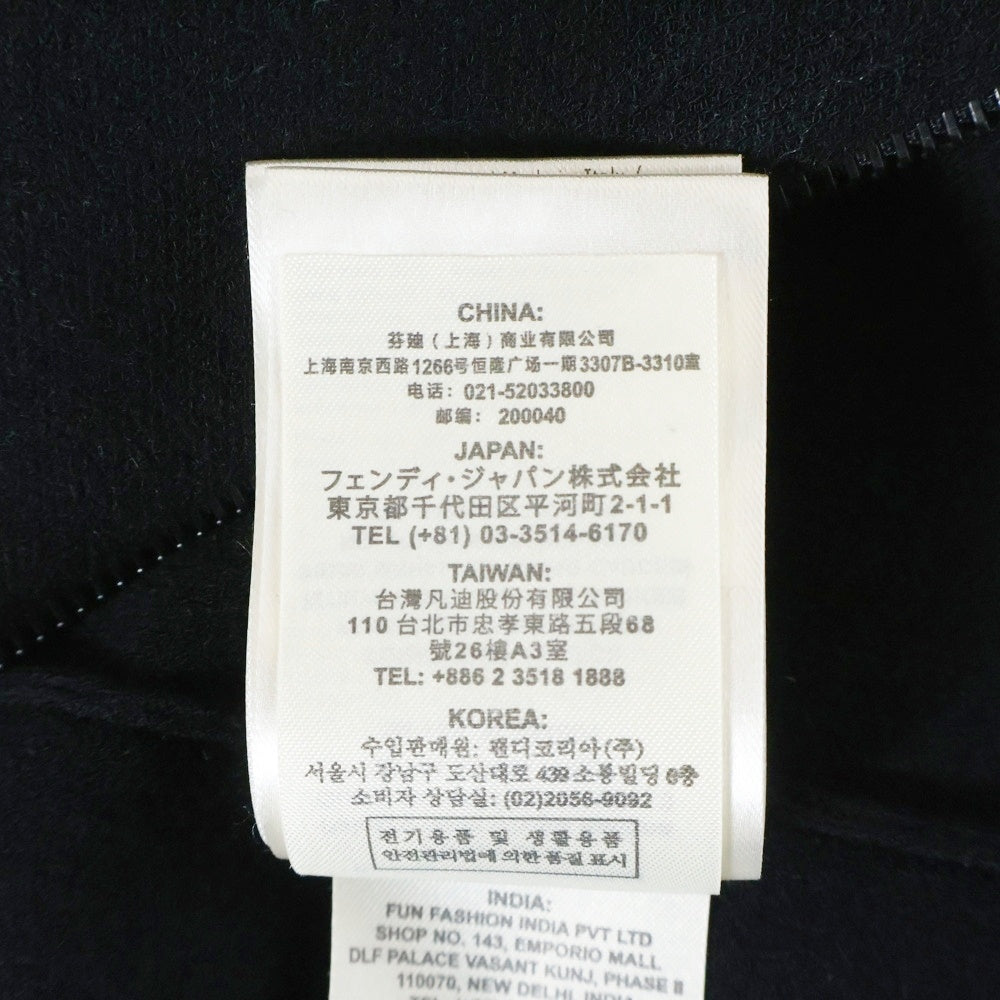 CHINA:
芬迪（上海）商业有限公司
上海南京西路1266号恒隆广场一期3307B-3310室
电话：021-52033800
邮编：200040
JAPAN:
フェンディ・ジャパン株式会社
東京都千代田区平河町2-1-1
TEL (+81) 03-3514-6170
TAIWAN:
台灣凡迪股份有限公司
110 台北市忠孝東路五段68
號26樓A3室
TEL: +886 2 3518 1888
KOREA:
수입판매원: 펜디코리아(주)
서울시 강남구 도산대로 439 소봉빌딩 6층
소비자 상담실: (02)2056-9092
전기용품 및 생활용품
안전관리법에 의한 품질 표시
INDIA:
FUN FASHION INDIA PVT LTD
SHOP NO. 143, EMPORIO MALL
DLF PALACE VASANT KUNJ, PHASE II
110070, NEW DELHI, INDIA